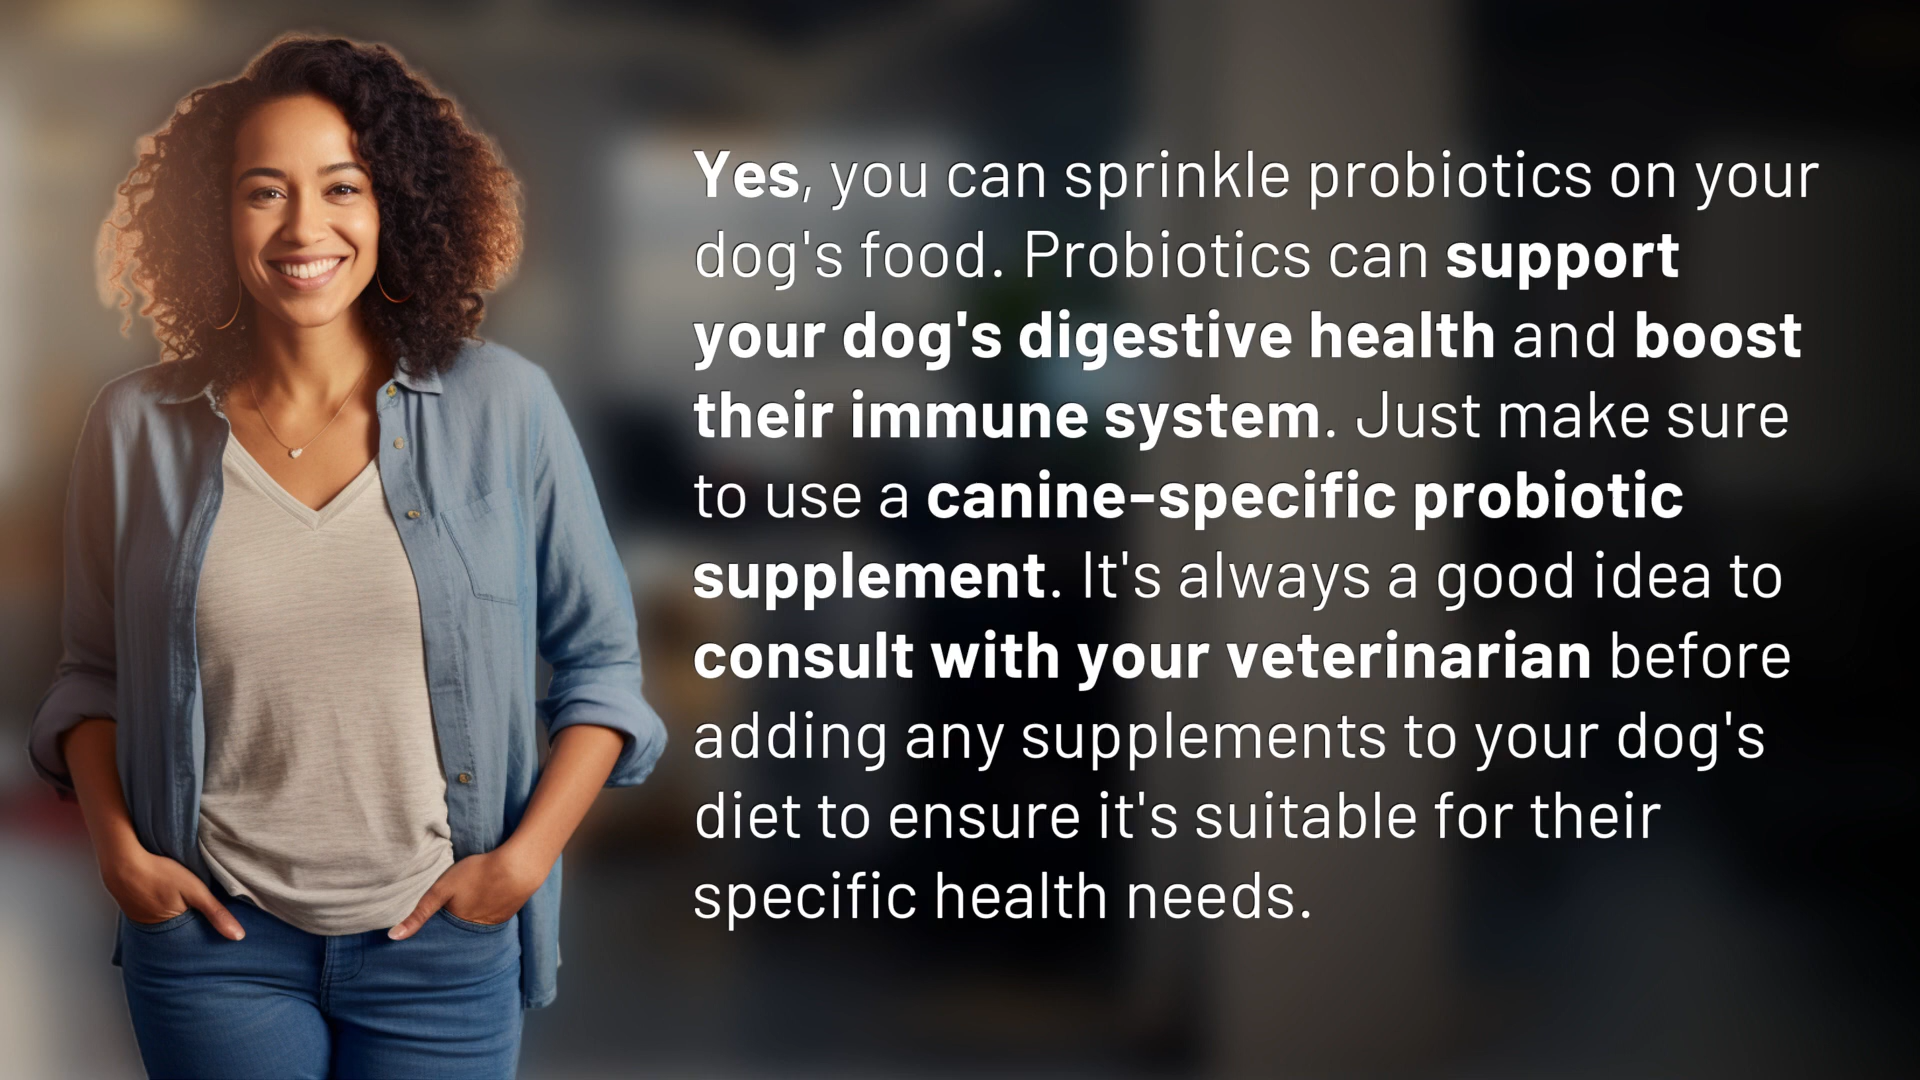 Yes, you can sprinkle probiotics on your
dog's food. Probiotics can support
your dog's digestive health and boost
their immune system. Just make sure
to use a canine-specific probiotic
supplement. It's always a good idea to
consult with your veterinarian before
adding any supplements to your dog's
diet to ensure it's suitable for their
specific health needs.